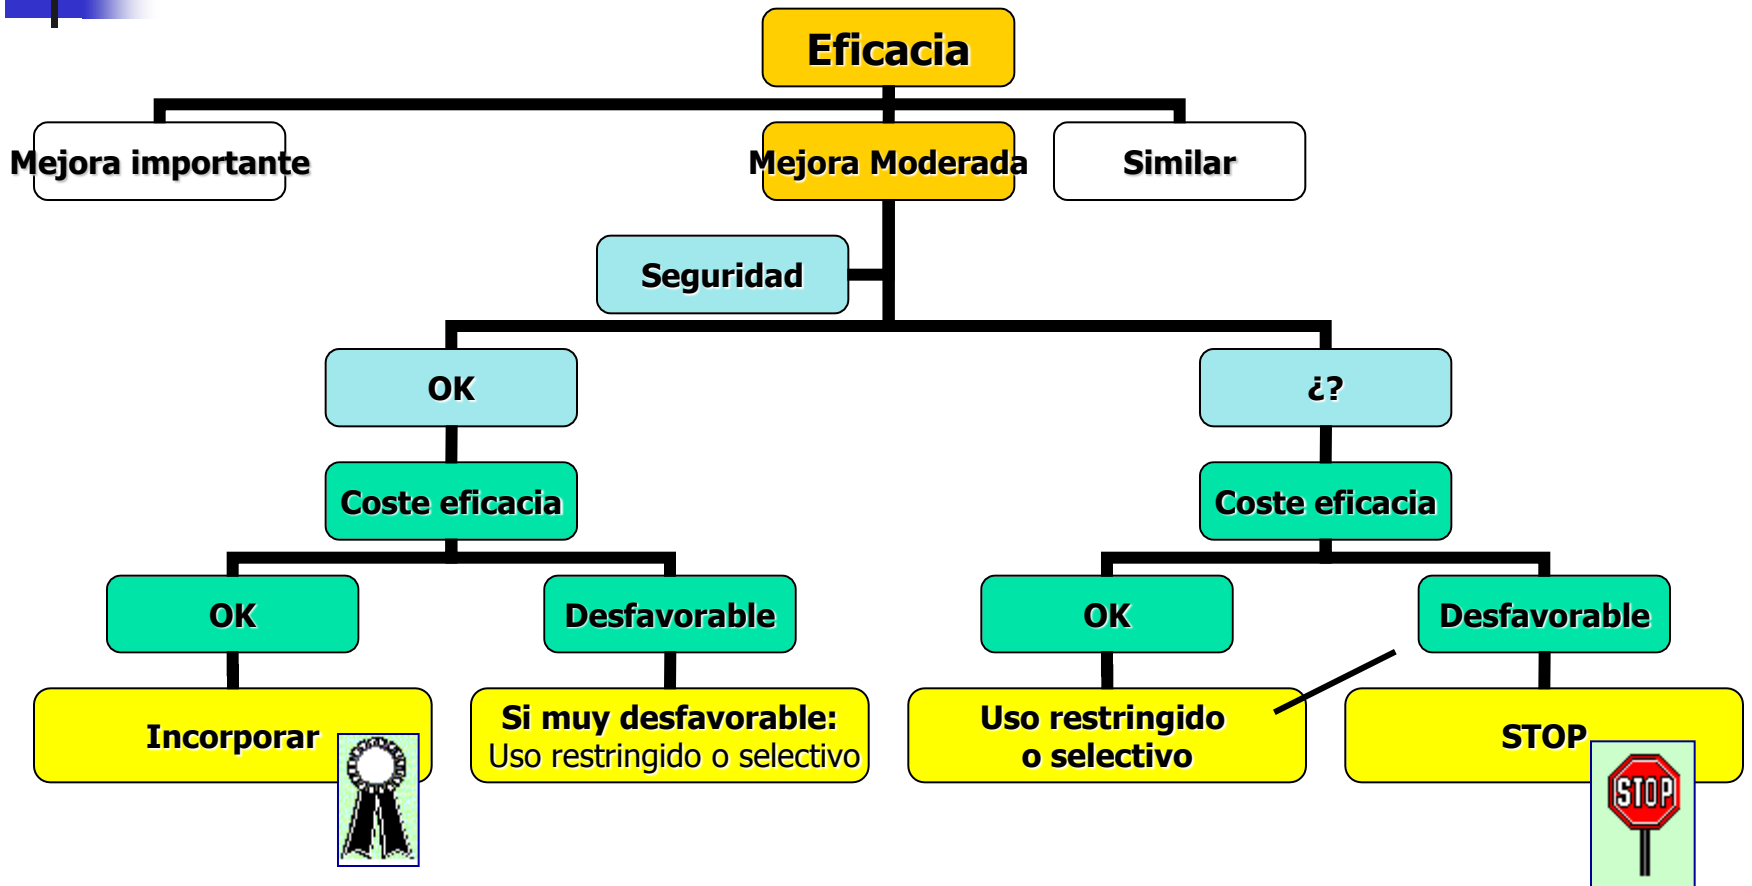 Eficacia
Mejora importante
Mejora Moderada
Similar
Seguridad
OK
¿?
Coste eficacia
Coste eficacia
OK
Desfavorable
OK
Desfavorable
Incorporar
Si muy desfavorable:
Uso restringido o selectivo
Uso restringido
o selectivo
STOP
STOP